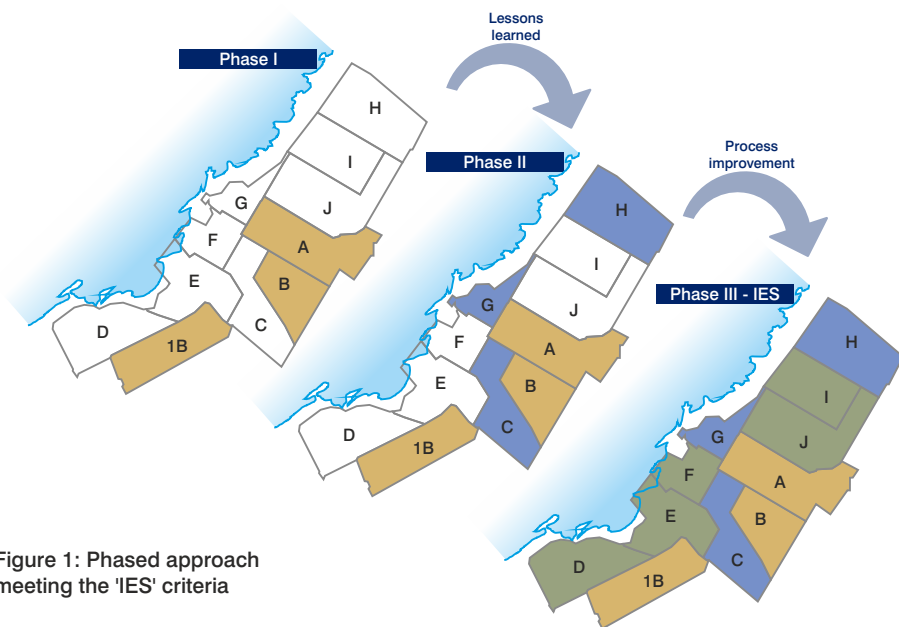 Lessons
learned
Phase I
H
I
G
J
F
A
E
B
C
D
1B
Process
improvement
Phase II
H
I
G
J
F
A
E
B
C
D
1B
Phase III - IES
H
I
G
J
F
A
E
B
C
D
1B
Figure 1: Phased approach
meeting the 'IES' criteria